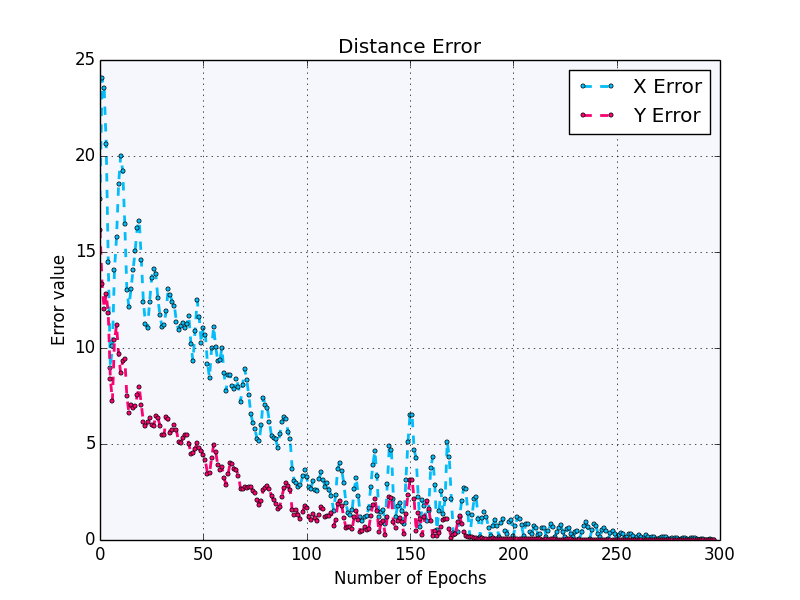 Distance Error
25
20
15
10
5
0
Error value
X Error
Y Error
0 50 100 150 200 250 300
Number of Epochs